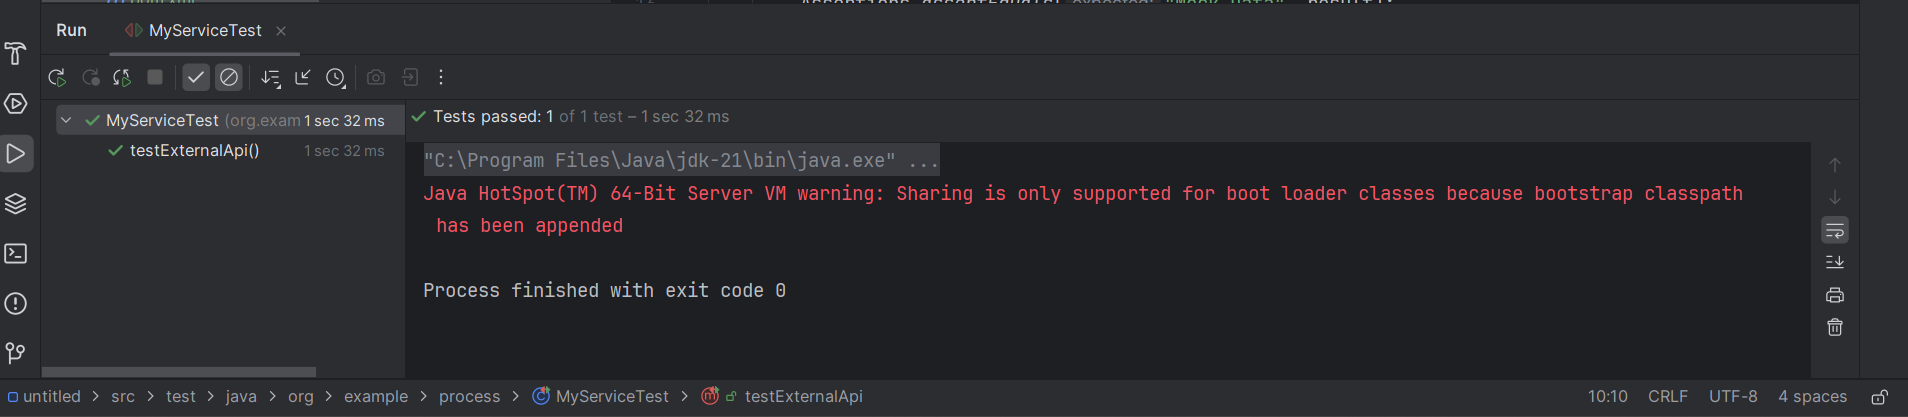 Run MyServiceTest
MyServiceTest (org.exam 1 sec 32 ms
testExternalApi() 1 sec 32 ms
Tests passed: 1 of 1 test – 1 sec 32 ms
"C:\Program Files\Java\jdk-21\bin\java.exe" ...
Java HotSpot(TM) 64-Bit Server VM warning: Sharing is only supported for boot loader classes because bootstrap classpath
has been appended
Process finished with exit code 0
untitled > src > test > java > org > example > process > MyServiceTest > testExternalApi 10:10 CRLF UTF-8 4 spaces